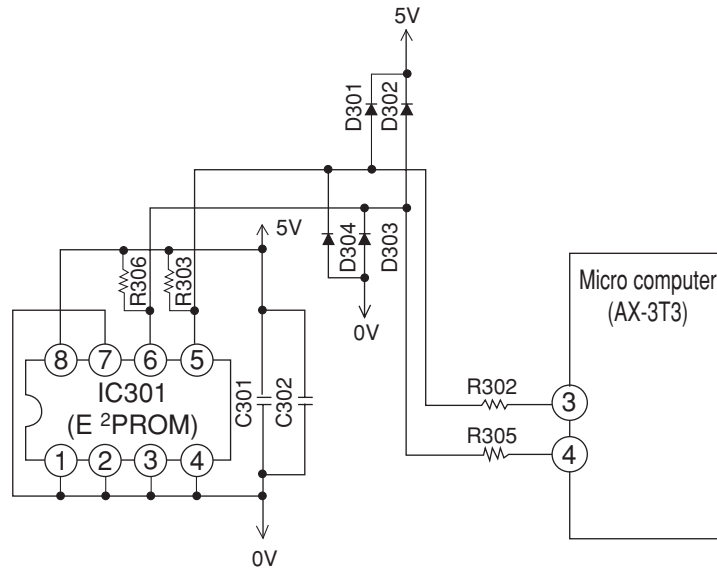 5V
D301
D302
5V
D304
D303
R306
R303
0V
Micro computer
(AX-3T3)
8
7
6
5
IC301
(E ²PROM)
C301
C302
R302
3
R305
4
1
2
3
4
0V